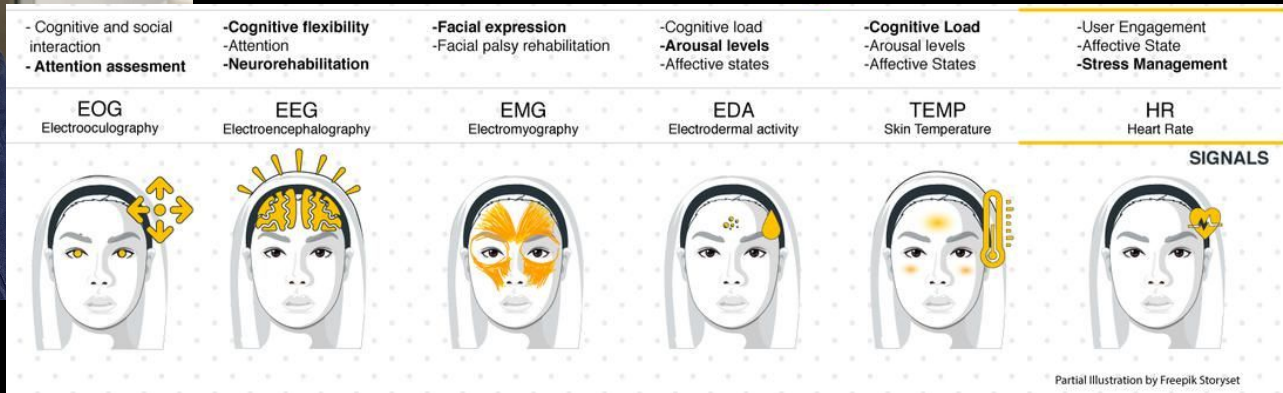 - Cognitive and social
interaction
- Attention assesment
-Cognitive flexibility
-Attention
-Neurorehabilitation
-Facial expression
-Facial palsy rehabilitation
-Cognitive load
-Arousal levels
-Affective states
-Cognitive Load
-Arousal levels
-Affective States
-User Engagement
-Affective State
-Stress Management
EOG
Electrooculography
EEG
Electroencephalography
EMG
Electromyography
EDA
Electrodermal activity
TEMP
Skin Temperature
HR
Heart Rate
SIGNALS
Partial Illustration by Freepik Storyset